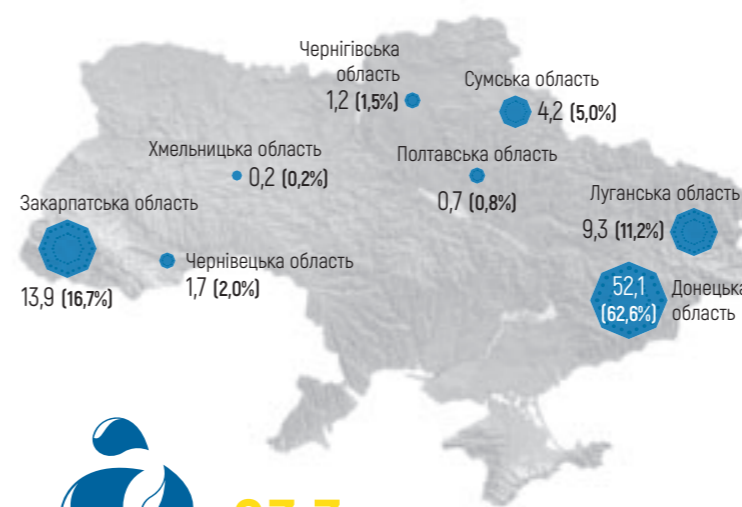 Чернігівська
область
1,2 (1,5%)
Сумська область
4,2 (5,0%)
Хмельницька область
0,2 (0,2%)
Полтавська область
0,7 (0,8%)
Закарпатська область
13,9 (16,7%)
Чернівецька область
1,7 (2,0%)
Луганська область
9,3 (11,2%)
52,1
(62,6%)
Донецька
область